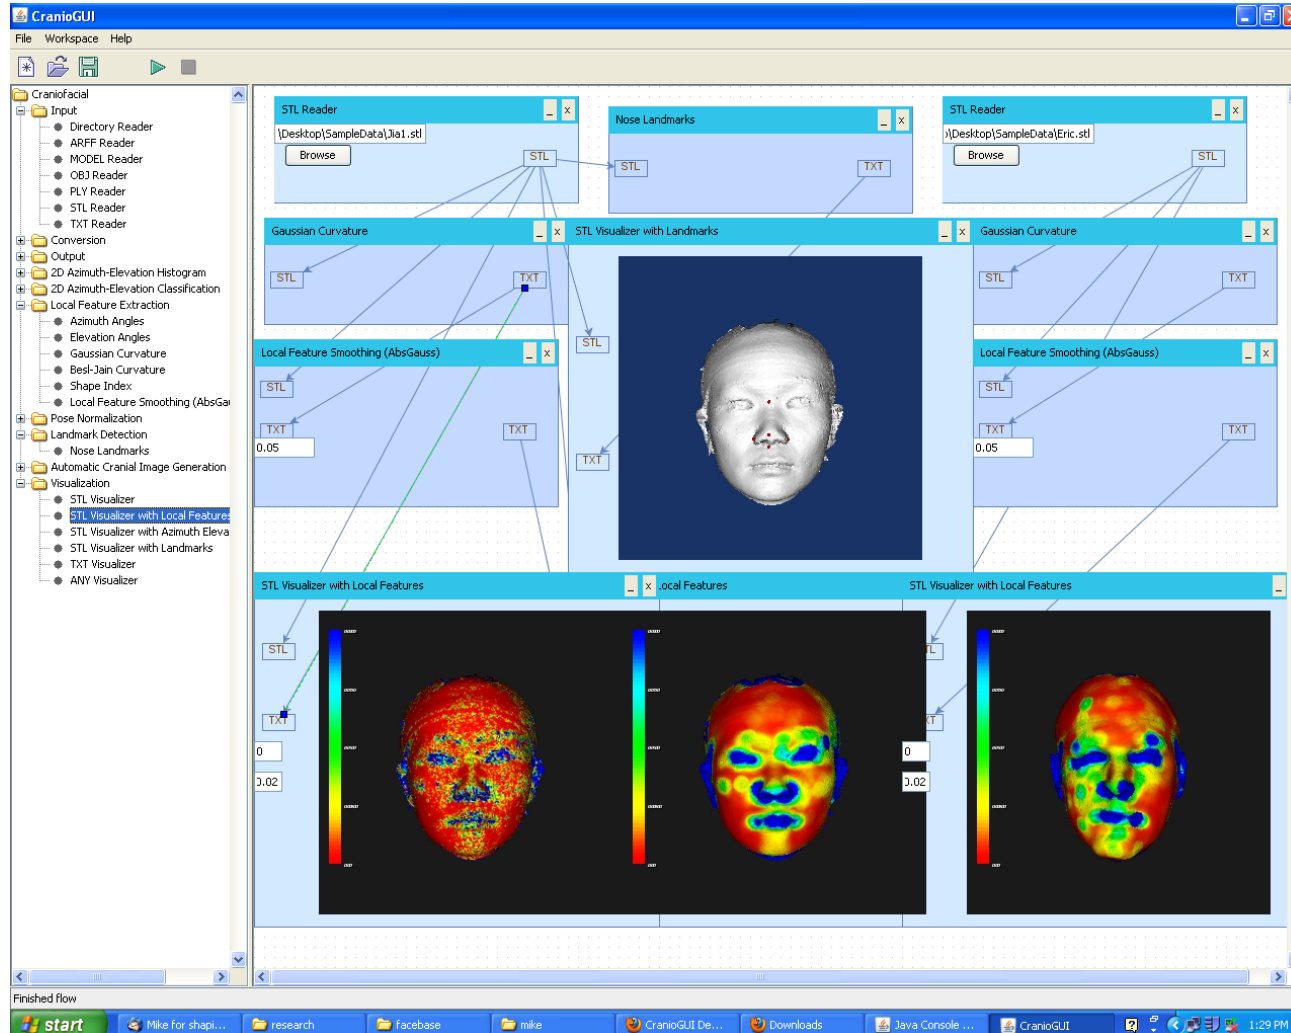 CranioGUI
File Workspace Help
Craniofacial
Input
Directory Reader
ARFF Reader
MODEL Reader
OBJ Reader
PLY Reader
STL Reader
TXT Reader
Conversion
Output
2D Azimuth-Elevation Histogram
2D Azimuth-Elevation Classification
Local Feature Extraction
Azimuth Angles
Elevation Angles
Gaussian Curvature
Besl-Jain Curvature
Shape Index
Local Feature Smoothing (AbsGau
Pose Normalization
Landmark Detection
Nose Landmarks
Automatic Cranial Image Generation
Visualization
STL Visualizer
STL Visualizer with Local Features
STL Visualizer with Azimuth Eleva
STL Visualizer with Landmarks
TXT Visualizer
ANY Visualizer
STL Reader
\Desktop\SampleData\Jia1.stl
Browse
STL
Nose Landmarks
STL
TXT
STL Reader
\Desktop\SampleData\Eric.stl
Browse
STL
Gaussian Curvature
STL
TXT
STL Visualizer with Landmarks
STL
TXT
Gaussian Curvature
STL
TXT
Local Feature Smoothing (AbsGauss)
STL
TXT
0.05
TXT
Local Feature Smoothing (AbsGauss)
STL
TXT
0.05
TXT
STL Visualizer with Local Features
STL
TXT
0
0.02
Local Features
STL Visualizer with Local Features
TL
XT
0
0.02
Finished flow
start
Mike for shapi...
research
facebase
mike
CranioGUI De...
Downloads
Java Console ...
CranioGUI
1:29 PM